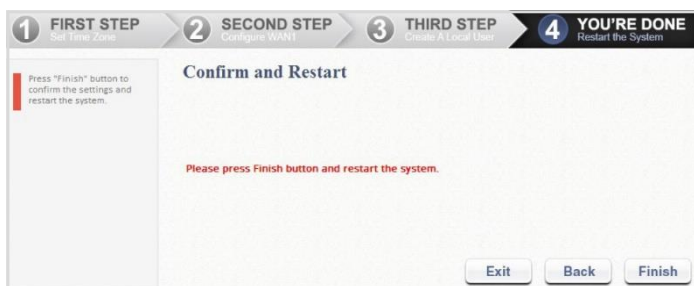 1 FIRST STEP
Set Time Zone
2 SECOND STEP
Configure WAN1
3 THIRD STEP
Create A Local User
4 YOU'RE DONE
Restart the System
Press "Finish" button to
confirm the settings and
restart the system.
Confirm and Restart
Please press Finish button and restart the system.
Exit Back Finish